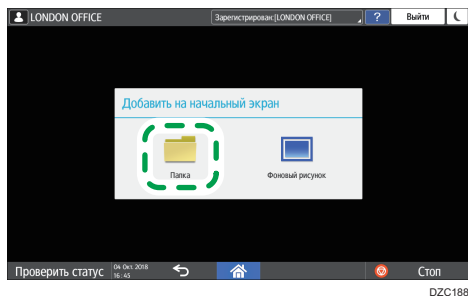 LONDON OFFICE
Зарегистрирован:[LONDON OFFICE]
?
Выйти
Добавить на начальный экран
Папка
Фоновый рисунок
Проверить статус
04 Окт. 2018
16:45
Стоп
DZC188